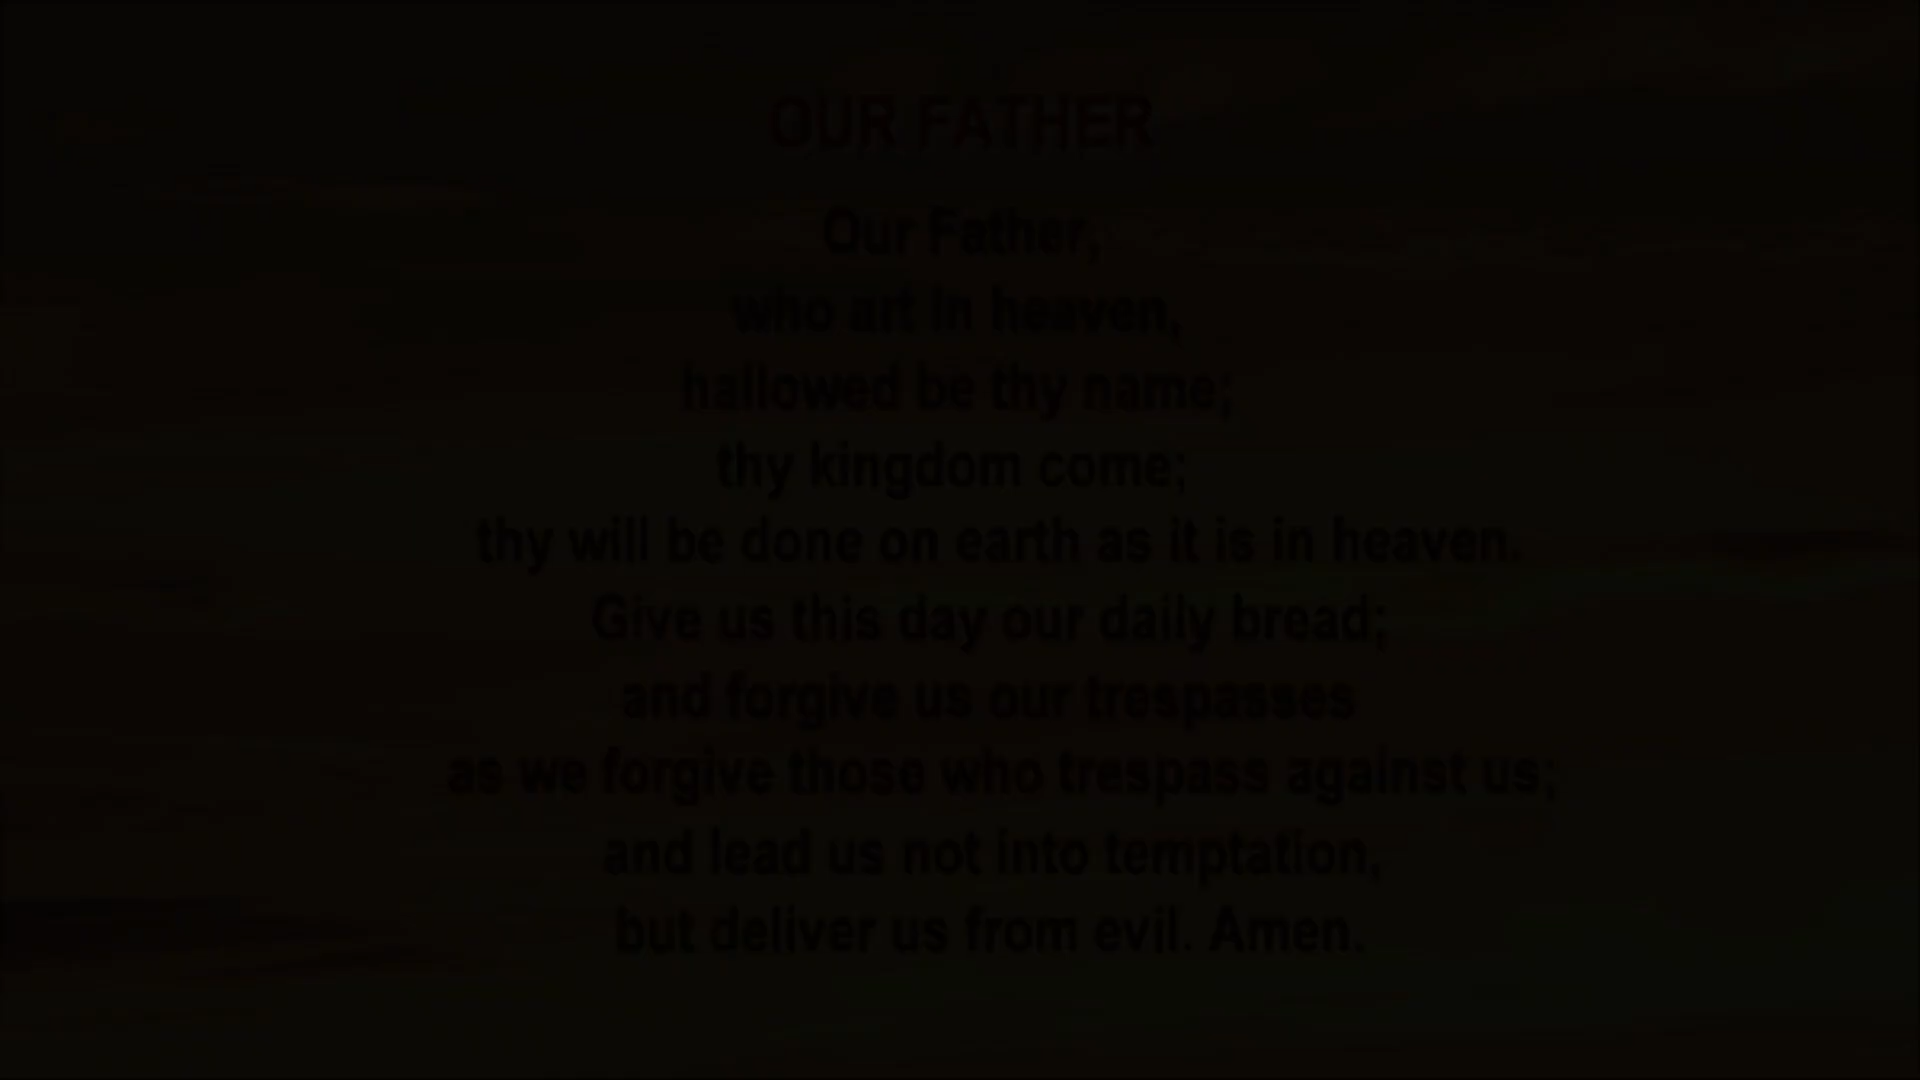 OUR FATHER
Our Father,
who art in heaven,
hallowed be thy name;
thy kingdom come;
thy will be done on earth as it is in heaven.
Give us this day our daily bread;
and forgive us our trespasses
as we forgive those who trespass against us;
and lead us not into temptation,
but deliver us from evil. Amen.